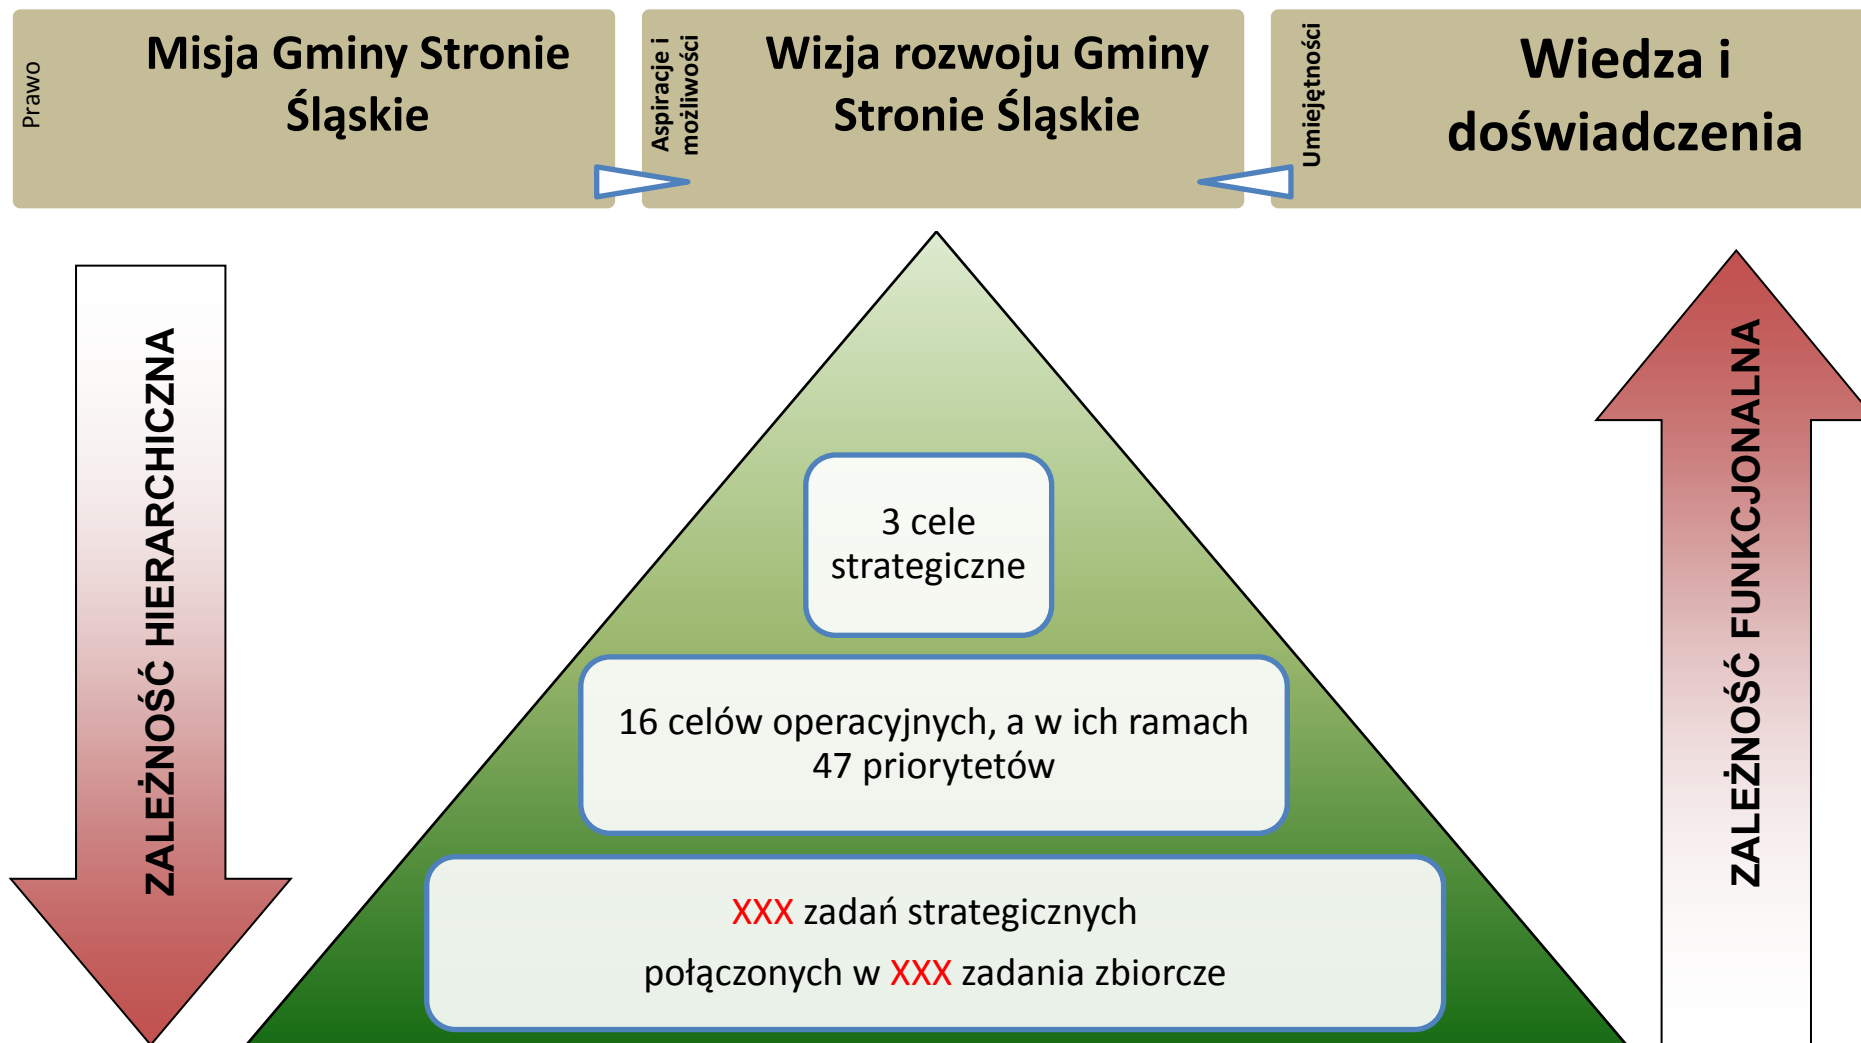 Prawo
Misja Gminy Stronie
Śląskie
Aspiracje i
możliwości
Wizja rozwoju Gminy
Stronie Śląskie
Umiejętności
Wiedza i
doświadczenia
ZALEŻNOŚĆ HIERARCHICZNA
3 cele
strategiczne
16 celów operacyjnych, a w ich ramach
47 priorytetów
XXX zadań strategicznych
połączonych w XXX zadania zbiorcze
ZALEŻNOŚĆ FUNKCJONALNA